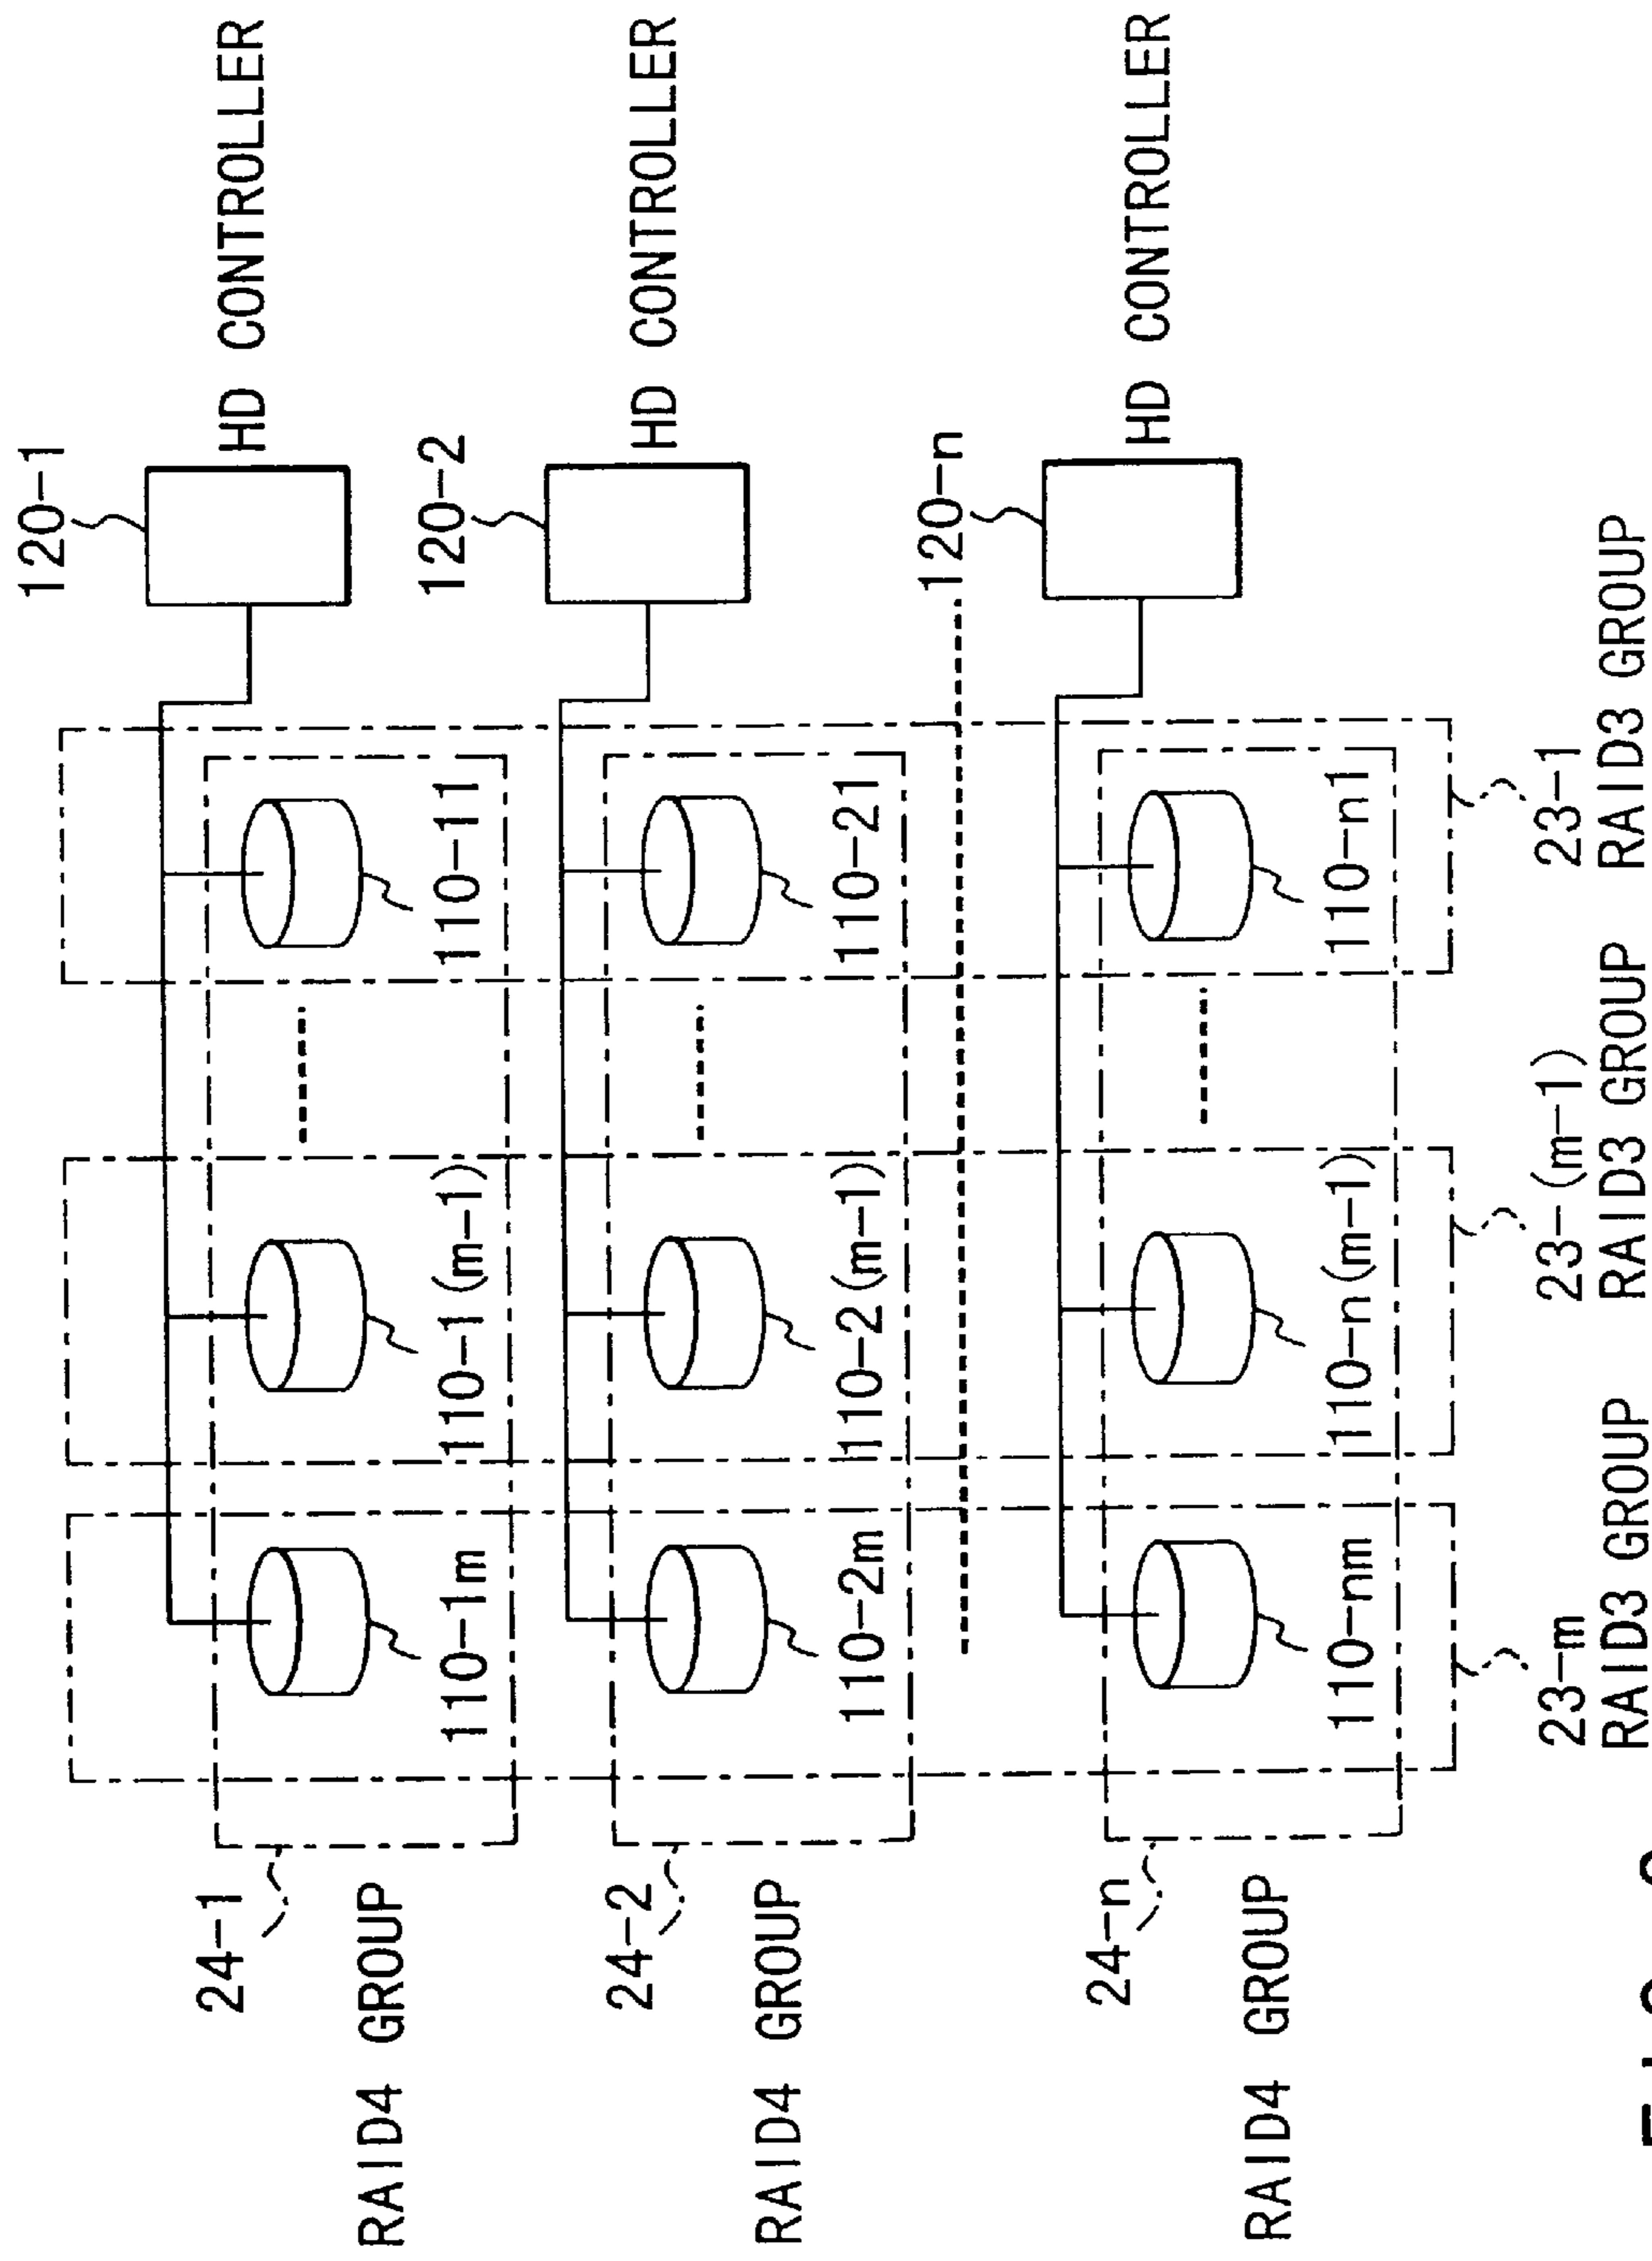 120-1
HD CONTROLLER
120-2
HD CONTROLLER
120-n
HD CONTROLLER
110-1m
110-1(m-1)
110-11
110-2m
110-2(m-1)
110-21
110-nm
110-n(m-1)
110-n1
24-1
RAID4 GROUP
24-2
RAID4 GROUP
24-n
RAID4 GROUP
23-m
RAID3 GROUP
23-(m-1)
RAID3 GROUP
23-1
RAID3 GROUP